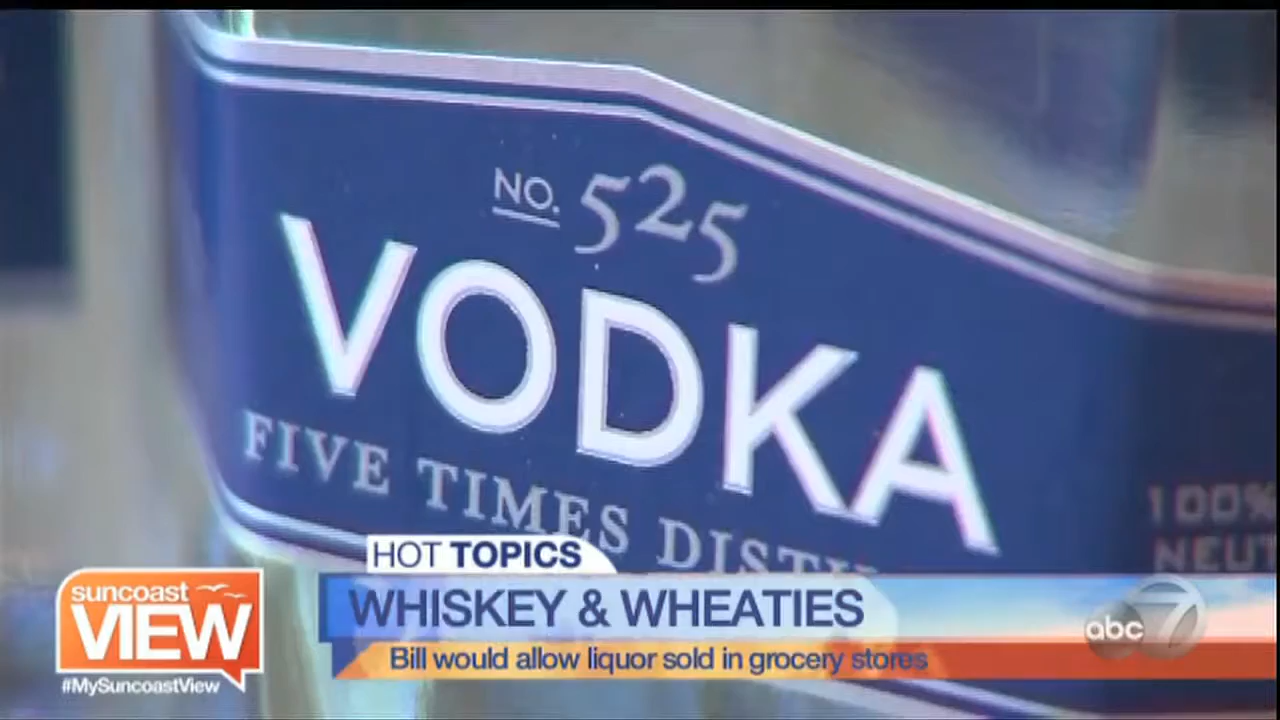 NO. 525
VODKA
FIVE TIMES
100%
HOT TOPICS
WHISKEY & WHEATIES
Bill would allow liquor sold in grocery stores
suncoast
VIEW
#MySuncoastView
abc 7